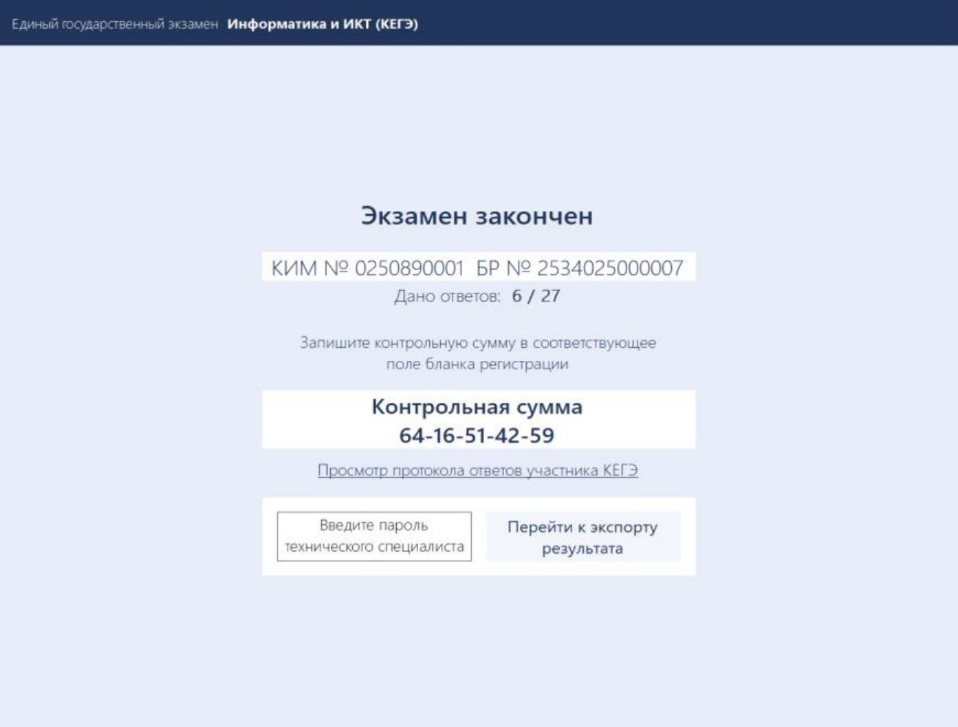 Единый государственный экзамен Информатика и ИКТ (КЕГЭ)
Экзамен закончен
КИМ № 0250890001 БР № 2534025000007
Дано ответов: 6 / 27
Запишите контрольную сумму в соответствующее
поле бланка регистрации
Контрольная сумма
64-16-51-42-59
Просмотр протокола ответов участника КЕГЭ
Введите пароль
технического специалиста
Перейти к экспорту
результата